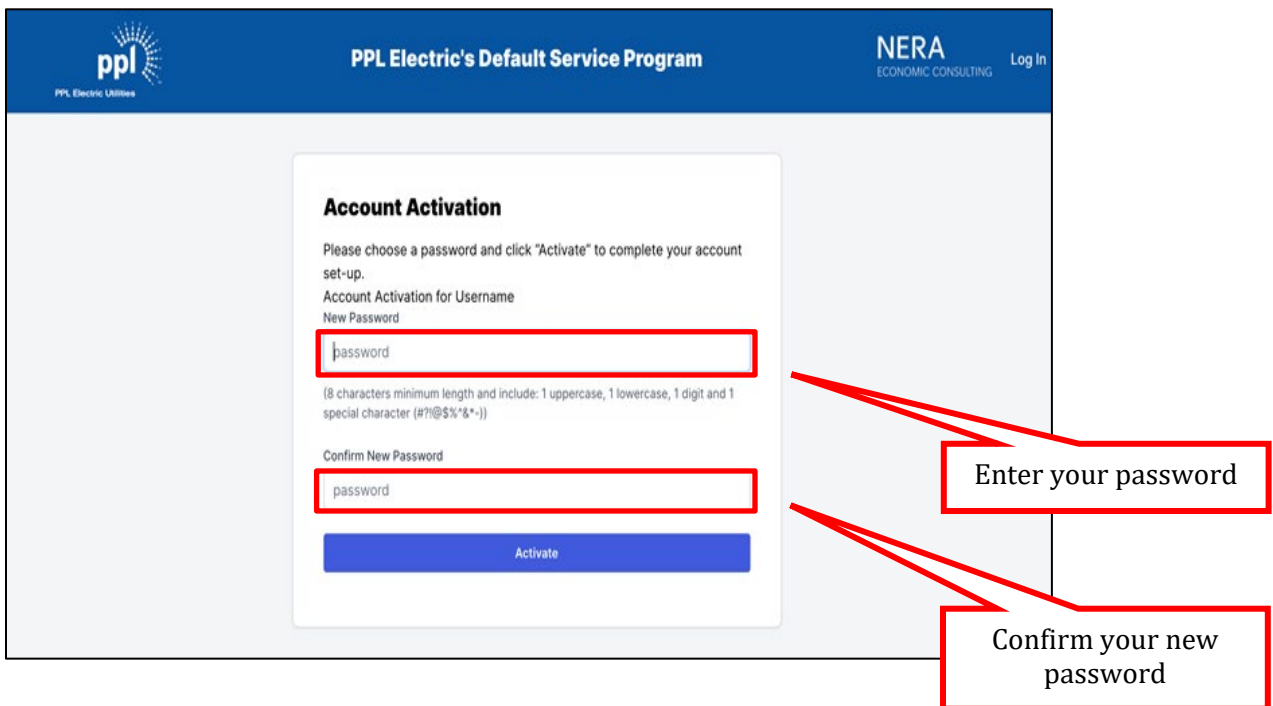 ppl
PPL Electric Utilities
PPL Electric's Default Service Program
NERA
ECONOMIC CONSULTING
Log In
Account Activation
Please choose a password and click "Activate" to complete your account
set-up.
Account Activation for Username
New Password
password
(8 characters minimum length and include: 1 uppercase, 1 lowercase, 1 digit and 1
special character (#?!@$%^&*-))
Enter your password
Confirm New Password
password
Activate
Confirm your new
password